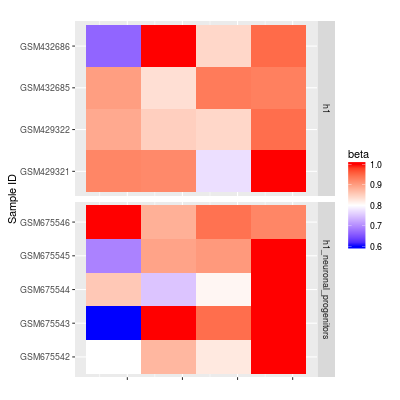 GSM432686
GSM432685
GSM429322
GSM429321
h1
Sample ID
GSM675546
GSM675545
GSM675544
GSM675543
GSM675542
h1_neuronal_progenitors
beta
1.0
0.9
0.8
0.7
0.6